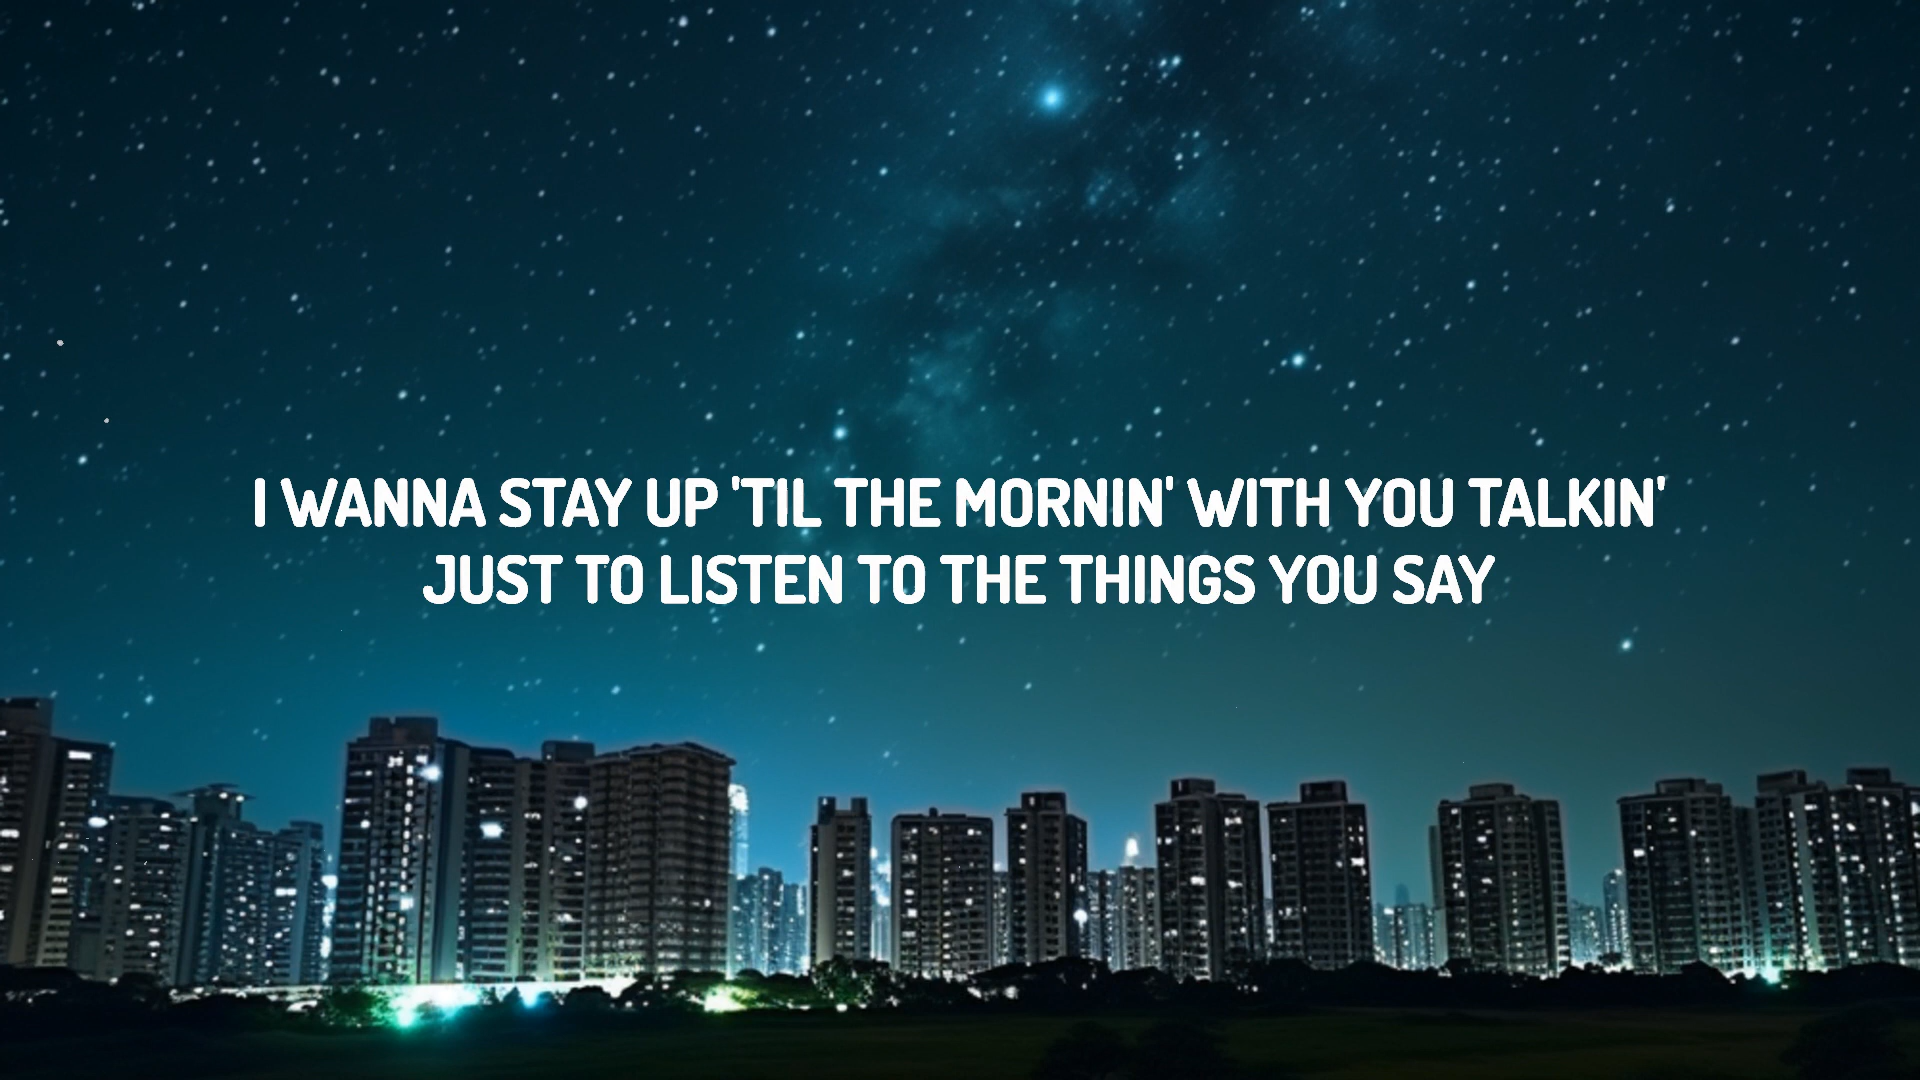 I WANNA STAY UP 'TIL THE MORNIN' WITH YOU TALKIN'
JUST TO LISTEN TO THE THINGS YOU SAY